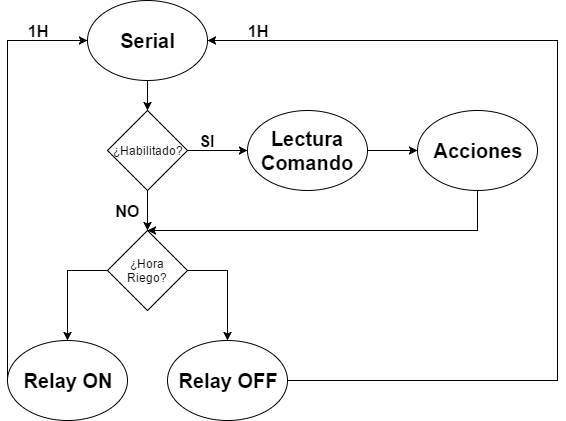 1H
Serial
1H
¿Habilitado?
SI
Lectura
Comando
Acciones
NO
¿Hora
Riego?
Relay ON
Relay OFF